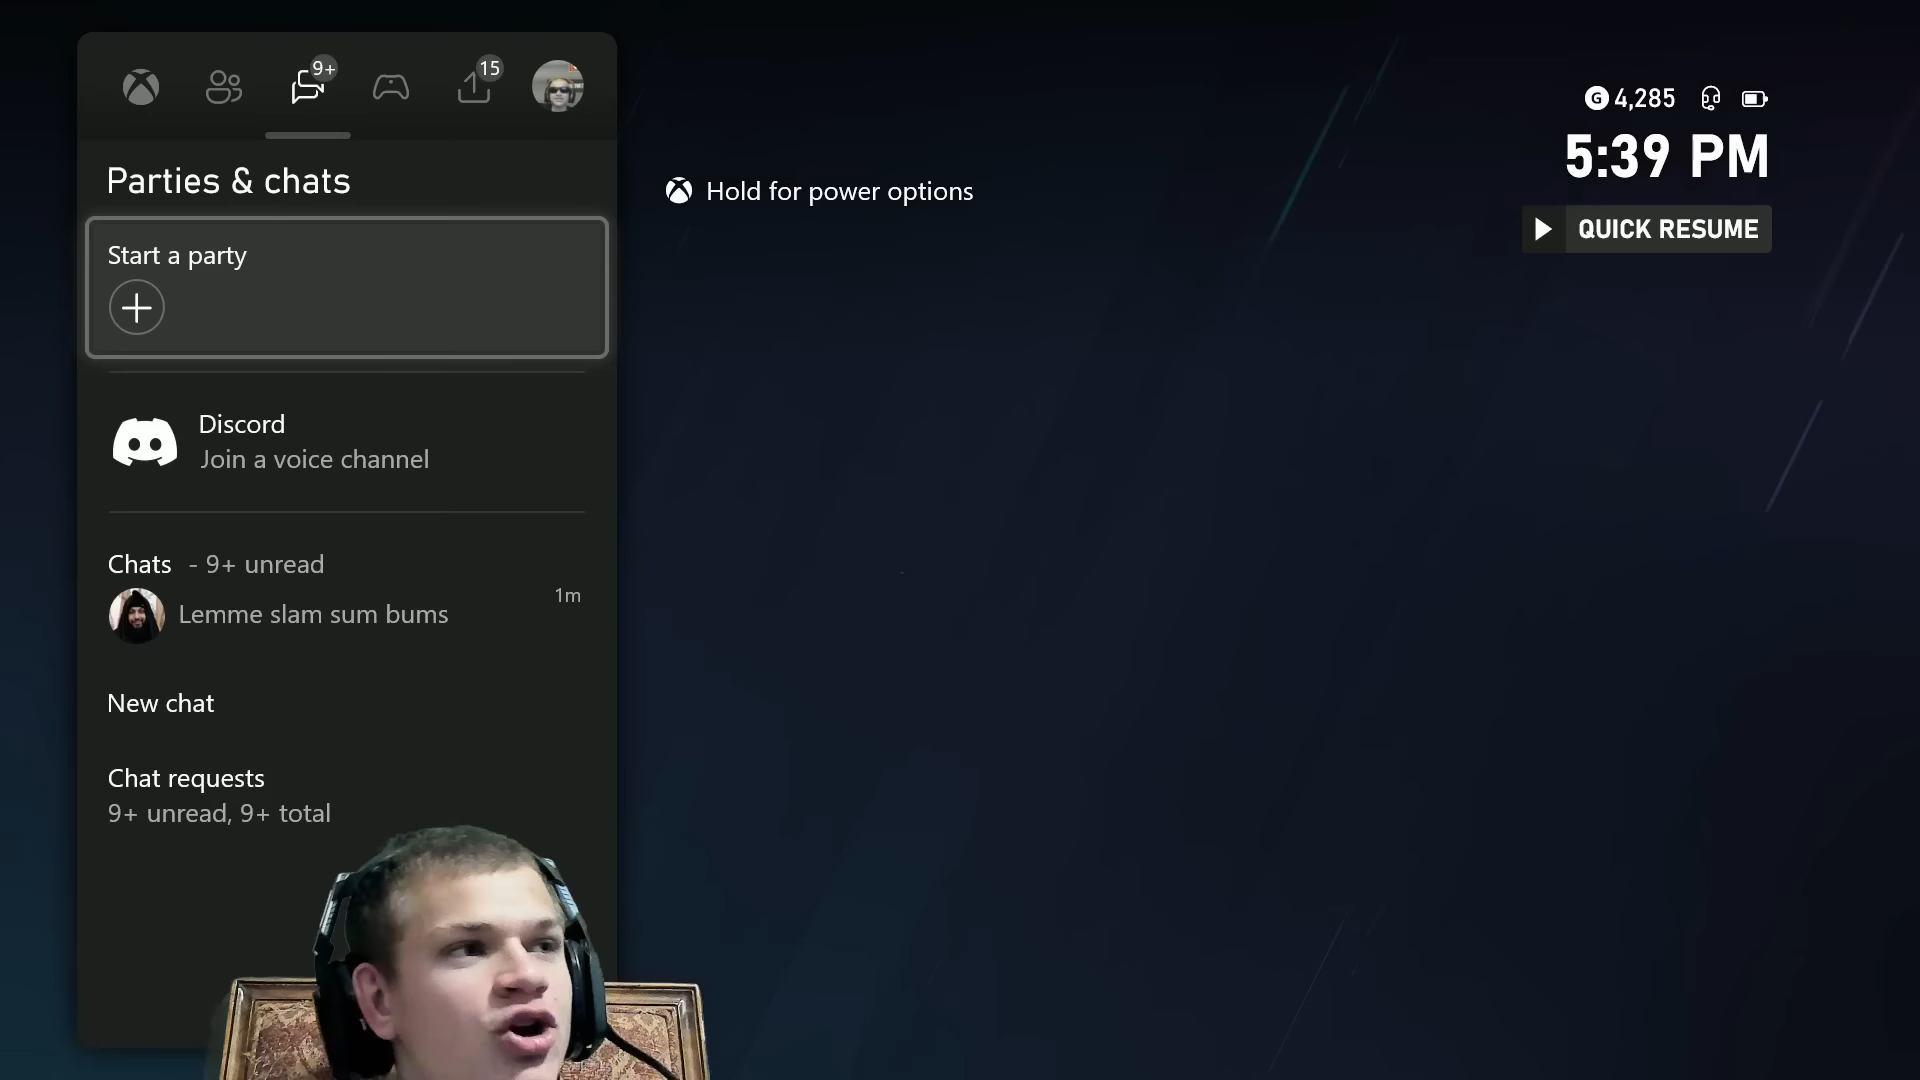 9+
15
Parties & chats
Start a party
Discord
Join a voice channel
Chats - 9+ unread
Lemme slam sum bums
1m
New chat
Chat requests
9+ unread, 9+ total
Hold for power options
G 4,285
5:39 PM
QUICK RESUME